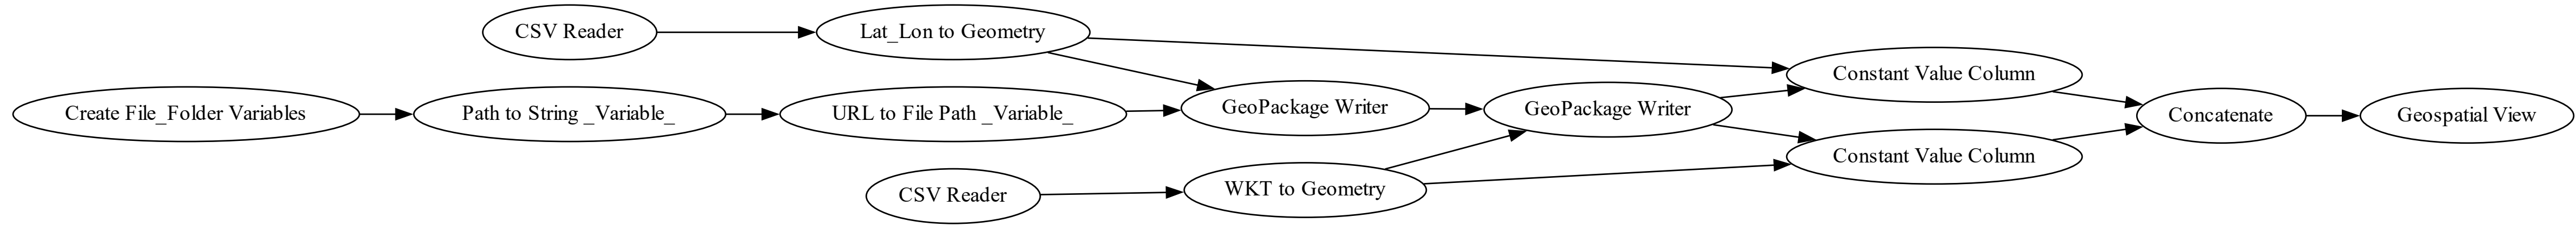 CSV Reader
Lat_Lon to Geometry
Create File_Folder Variables
Path to String _Variable_
URL to File Path _Variable_
GeoPackage Writer
GeoPackage Writer
Constant Value Column
Constant Value Column
Concatenate
Geospatial View
CSV Reader
WKT to Geometry